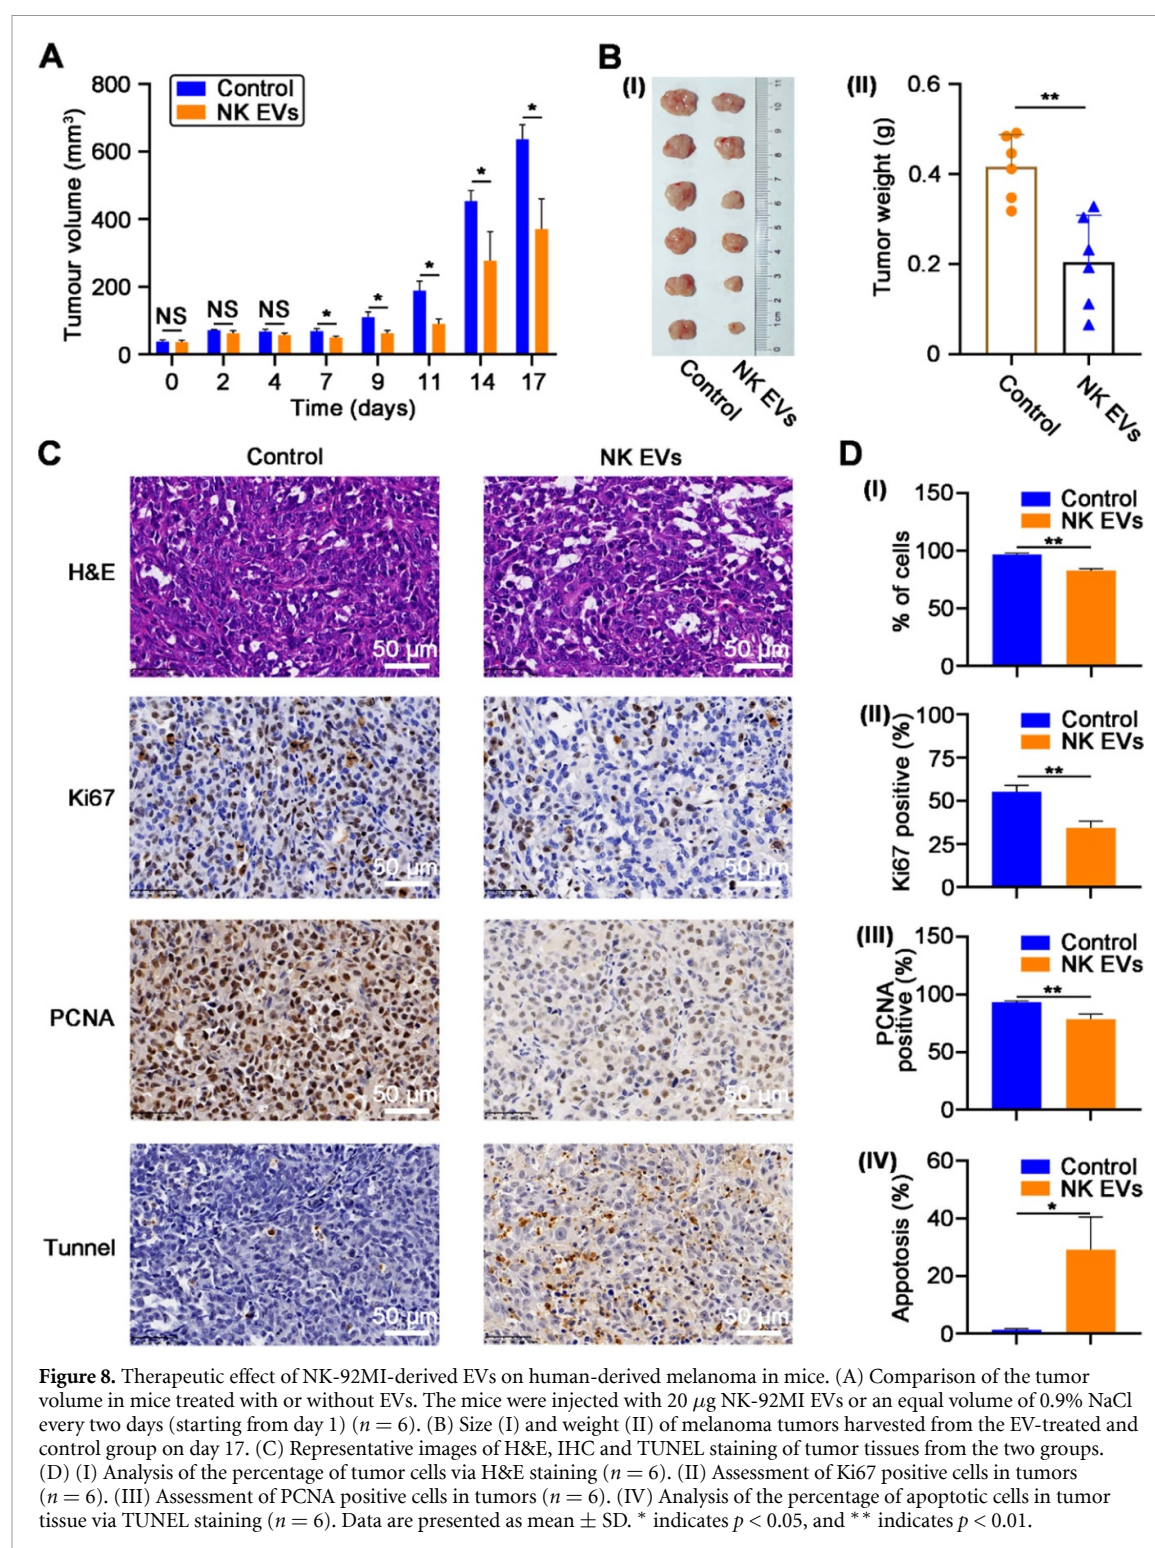 A
Tumour volume (mm³)
800
600
400
200
0
Control
NK EVs
NS
NS
NS
*
*
*
*
*
0 2 4 7 9 11 14 17
Time (days)
B
(I)
11
10
9
8
7
6
5
4
3
2
1cm
0
Control
NK EVs
(II)
Tumor weight (g)
0.6
0.4
0.2
0
**
Control
NK EVs
C
Control
NK EVs
H&E
50 μm
50 μm
Ki67
50 μm
50 μm
PCNA
50 μm
50 μm
Tunnel
50 μm
50 μm
D
(I)
% of cells
150
100
50
0
Control
NK EVs
**
(II)
Ki67 positive (%)
100
75
50
25
0
Control
NK EVs
**
(III)
PCNA
positive (%)
150
100
50
0
Control
NK EVs
**
(IV)
Appotosis (%)
60
40
20
0
Control
NK EVs
*
Figure 8. Therapeutic effect of NK-92MI-derived EVs on human-derived melanoma in mice. (A) Comparison of the tumor
volume in mice treated with or without EVs. The mice were injected with 20 μg NK-92MI EVs or an equal volume of 0.9% NaCl
every two days (starting from day 1) (n = 6). (B) Size (I) and weight (II) of melanoma tumors harvested from the EV-treated and
control group on day 17. (C) Representative images of H&E, IHC and TUNEL staining of tumor tissues from the two groups.
(D) (I) Analysis of the percentage of tumor cells via H&E staining (n = 6). (II) Assessment of Ki67 positive cells in tumors
(n = 6). (III) Assessment of PCNA positive cells in tumors (n = 6). (IV) Analysis of the percentage of apoptotic cells in tumor
tissue via TUNEL staining (n = 6). Data are presented as mean ± SD. * indicates p < 0.05, and ** indicates p < 0.01.